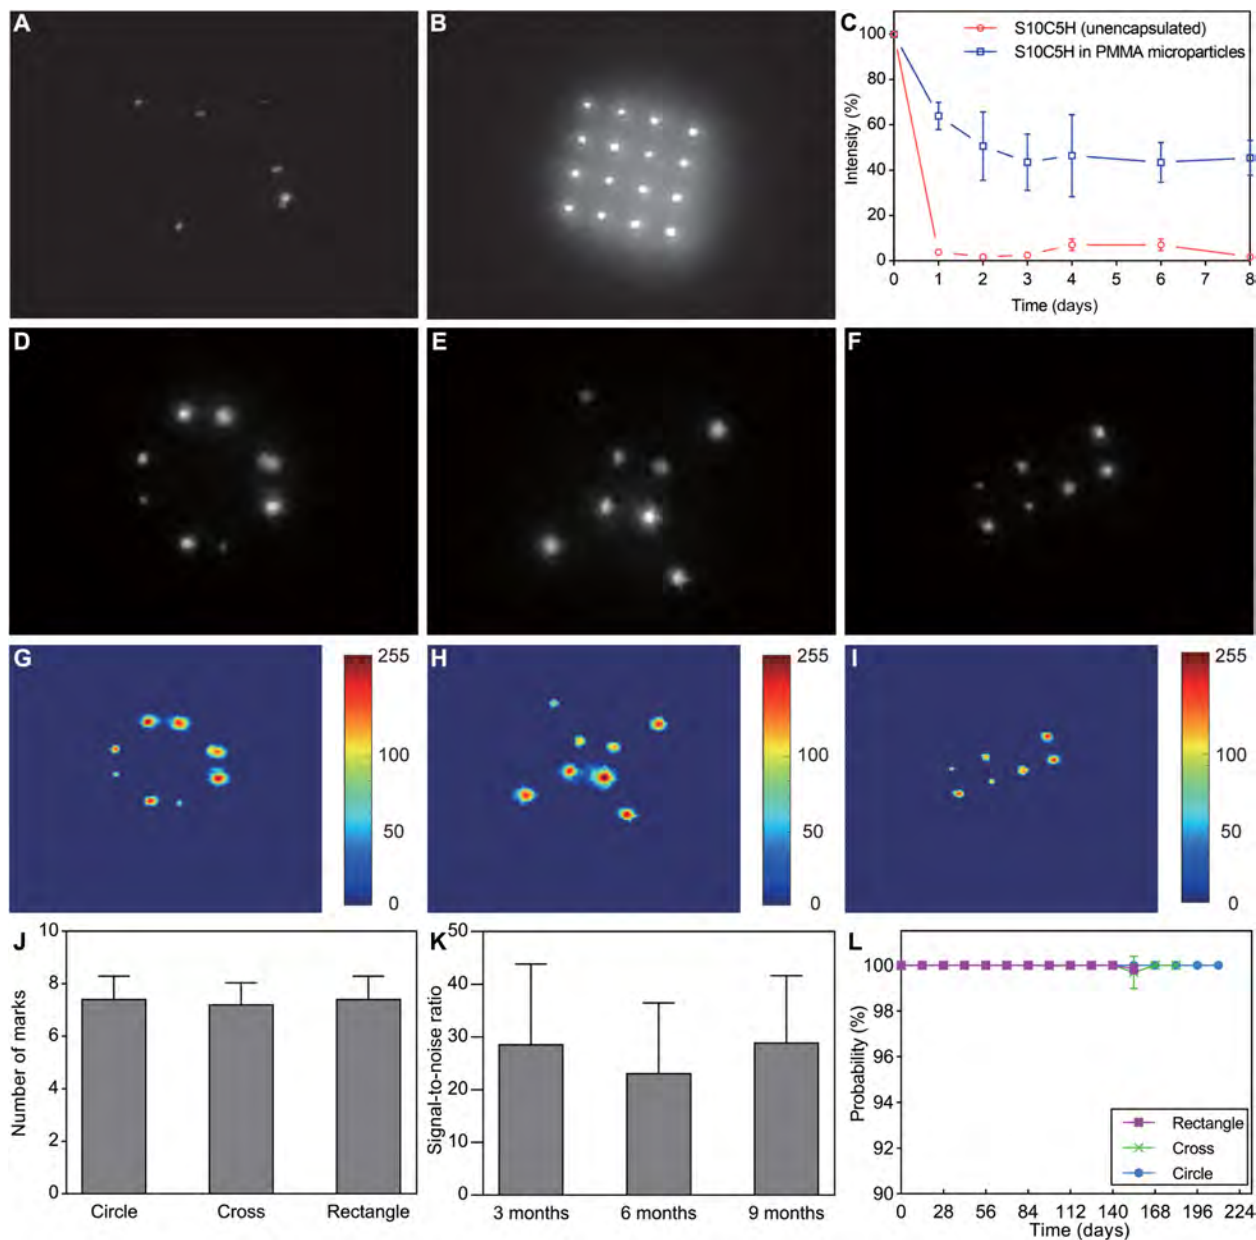 A
B
C
S10C5H (unencapsulated)
S10C5H in PMMA microparticles
100
80
60
40
20
0
Intensity (%)
0 1 2 3 4 5 6 7 8
Time (days)
D
E
F
G
255
100
50
0
H
255
100
50
0
I
255
100
50
0
J
10
8
6
4
2
0
Number of marks
Circle Cross Rectangle
K
50
40
30
20
10
0
Signal-to-noise ratio
3 months 6 months 9 months
L
100
98
96
94
92
90
Probability (%)
Rectangle
Cross
Circle
0 28 56 84 112 140 168 196 224
Time (days)